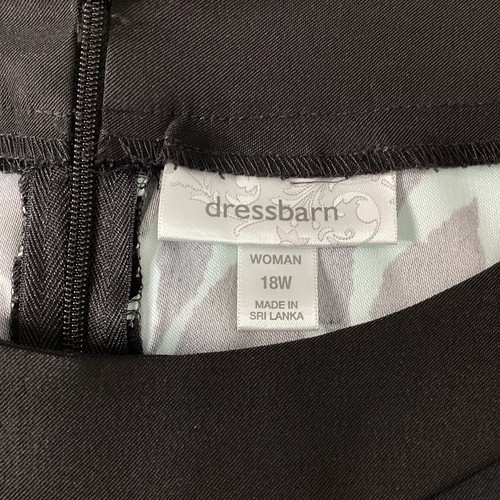 dressbarn
WOMAN
18W
MADE IN
SRI LANKA